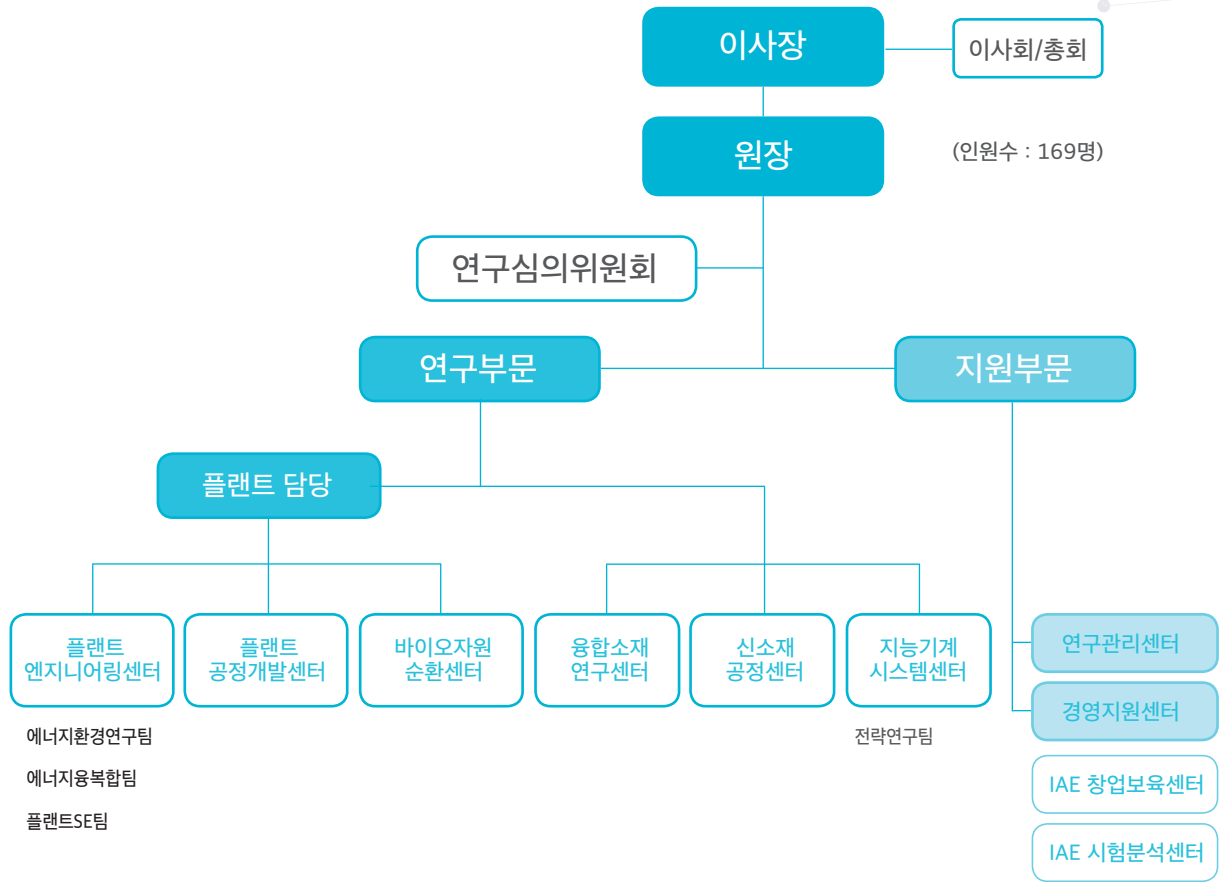 이사장
이사회/총회
원장
(인원수 : 169명)
연구심의위원회
연구부문
지원부문
플랜트 담당
플랜트
엔지니어링센터
플랜트
공정개발센터
바이오자원
순환센터
융합소재
연구센터
신소재
공정센터
지능기계
시스템센터
연구관리센터
경영지원센터
에너지환경연구팀
전략연구팀
에너지융복합팀
IAE 창업보육센터
플랜트SE팀
IAE 시험분석센터